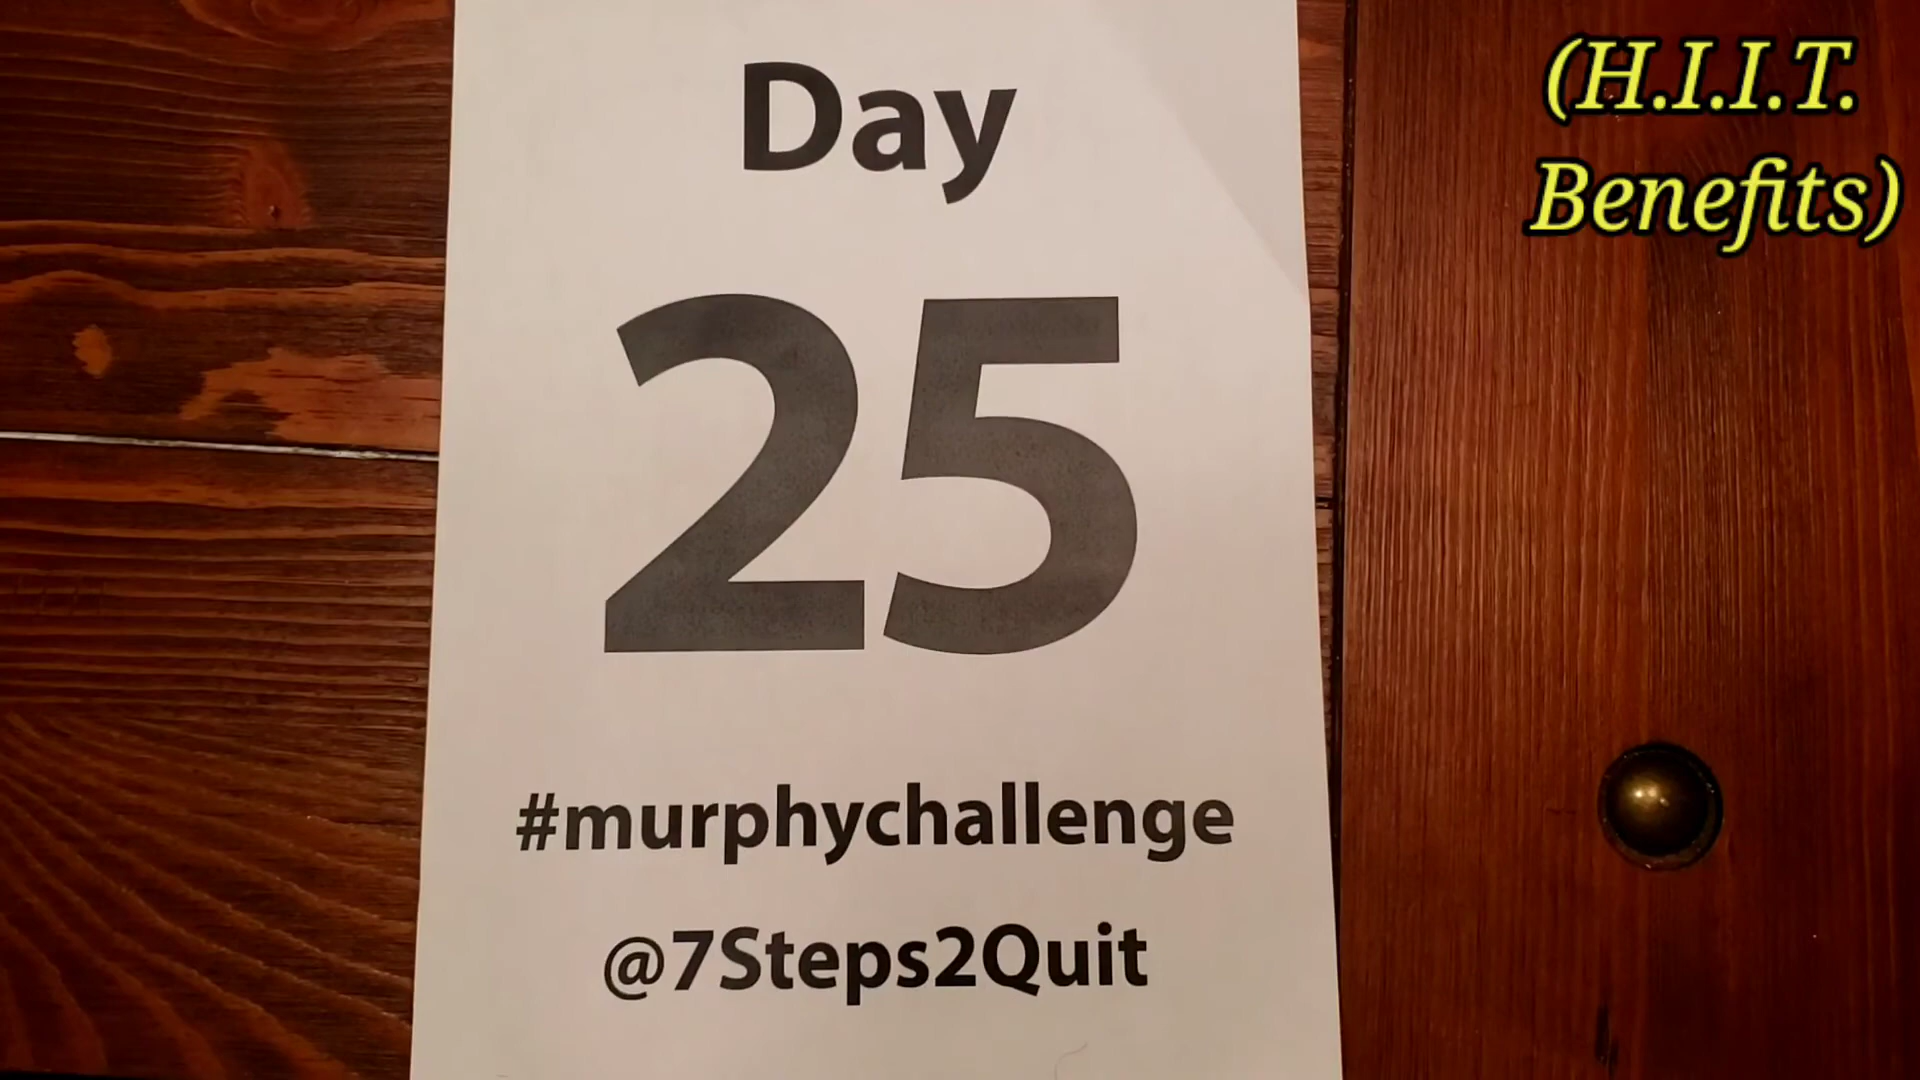 Day
25
#murphychallenge
@7Steps2Quit
(H.I.I.T.
Benefits)